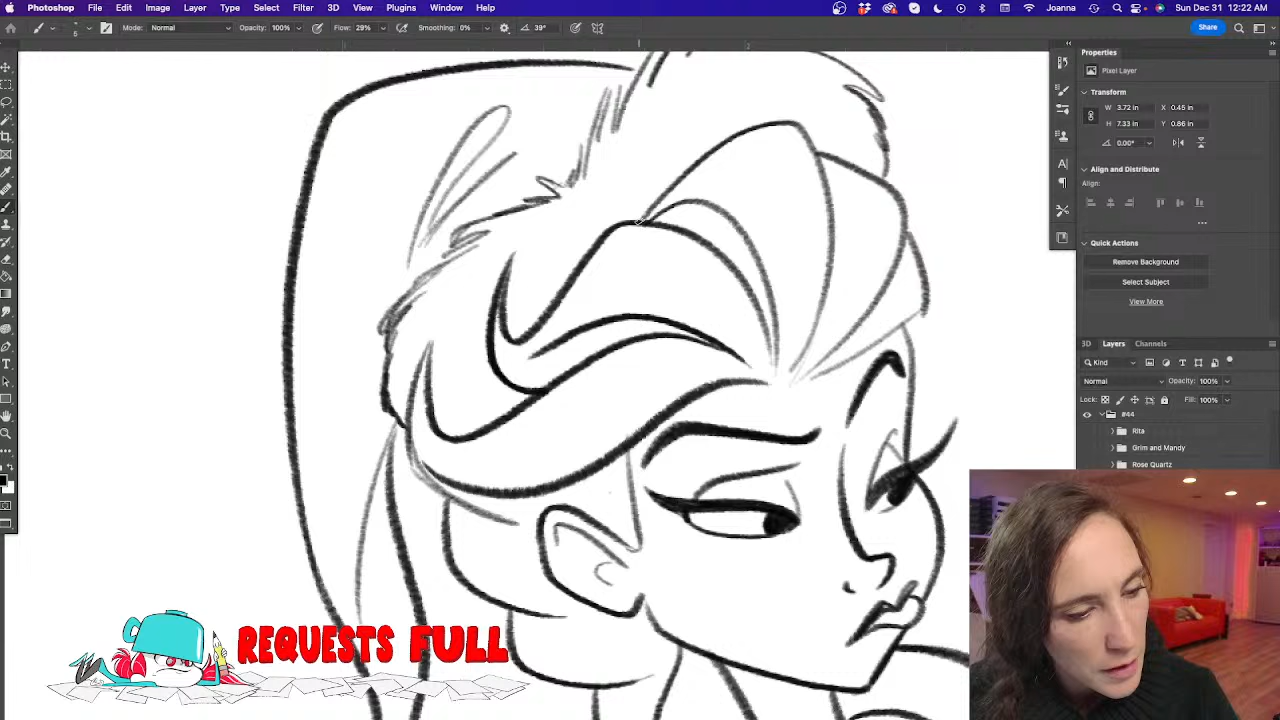 Photoshop File Edit Image Layer Type Select Filter 3D View Plugins Window Help Joanna Sun Dec 31 12:22 AM
5 Mode: Normal Opacity: 100% Flow: 29% Smoothing: 0% 39° Share
2
Properties
Pixel Layer
Transform
W 3.72 in X 0.45 in
H 7.33 in Y 0.86 in
0.00°
Align and Distribute
Align:
Quick Actions
Remove Background
Select Subject
View More
3D Layers Channels
Kind
Normal Opacity: 100%
Lock: Fill: 100%
#44
Rita
Grim and Mandy
Rose Quartz
REQUESTS FULL